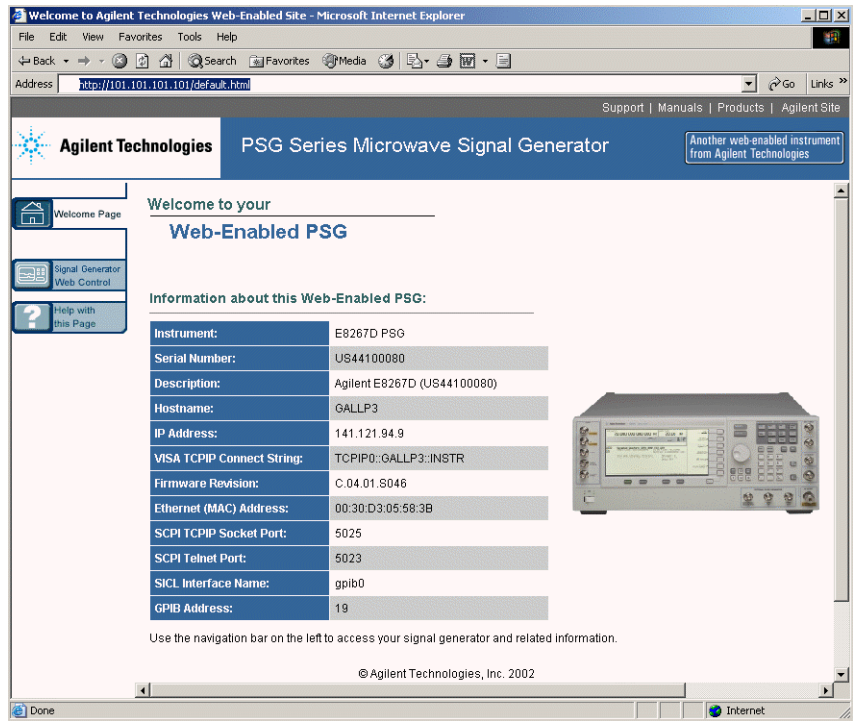 Welcome to Agilent Technologies Web-Enabled Site - Microsoft Internet Explorer
File Edit View Favorites Tools Help
Back Search Favorites Media
Address http://101.101.101.101/default.html Go Links »
Support | Manuals | Products | Agilent Site
Agilent Technologies PSG Series Microwave Signal Generator
Another web-enabled instrument
from Agilent Technologies
Welcome Page
Signal Generator
Web Control
Help with
this Page
Welcome to your
Web-Enabled PSG
Information about this Web-Enabled PSG:
Instrument: E8267D PSG
Serial Number: US44100080
Description: Agilent E8267D (US44100080)
Hostname: GALLP3
IP Address: 141.121.94.9
VISA TCPIP Connect String: TCPIP0::GALLP3::INSTR
Firmware Revision: C.04.01.S046
Ethernet (MAC) Address: 00:30:D3:05:58:3B
SCPI TCPIP Socket Port: 5025
SCPI Telnet Port: 5023
SICL Interface Name: gpib0
GPIB Address: 19
Use the navigation bar on the left to access your signal generator and related information.
© Agilent Technologies, Inc. 2002
Done Internet